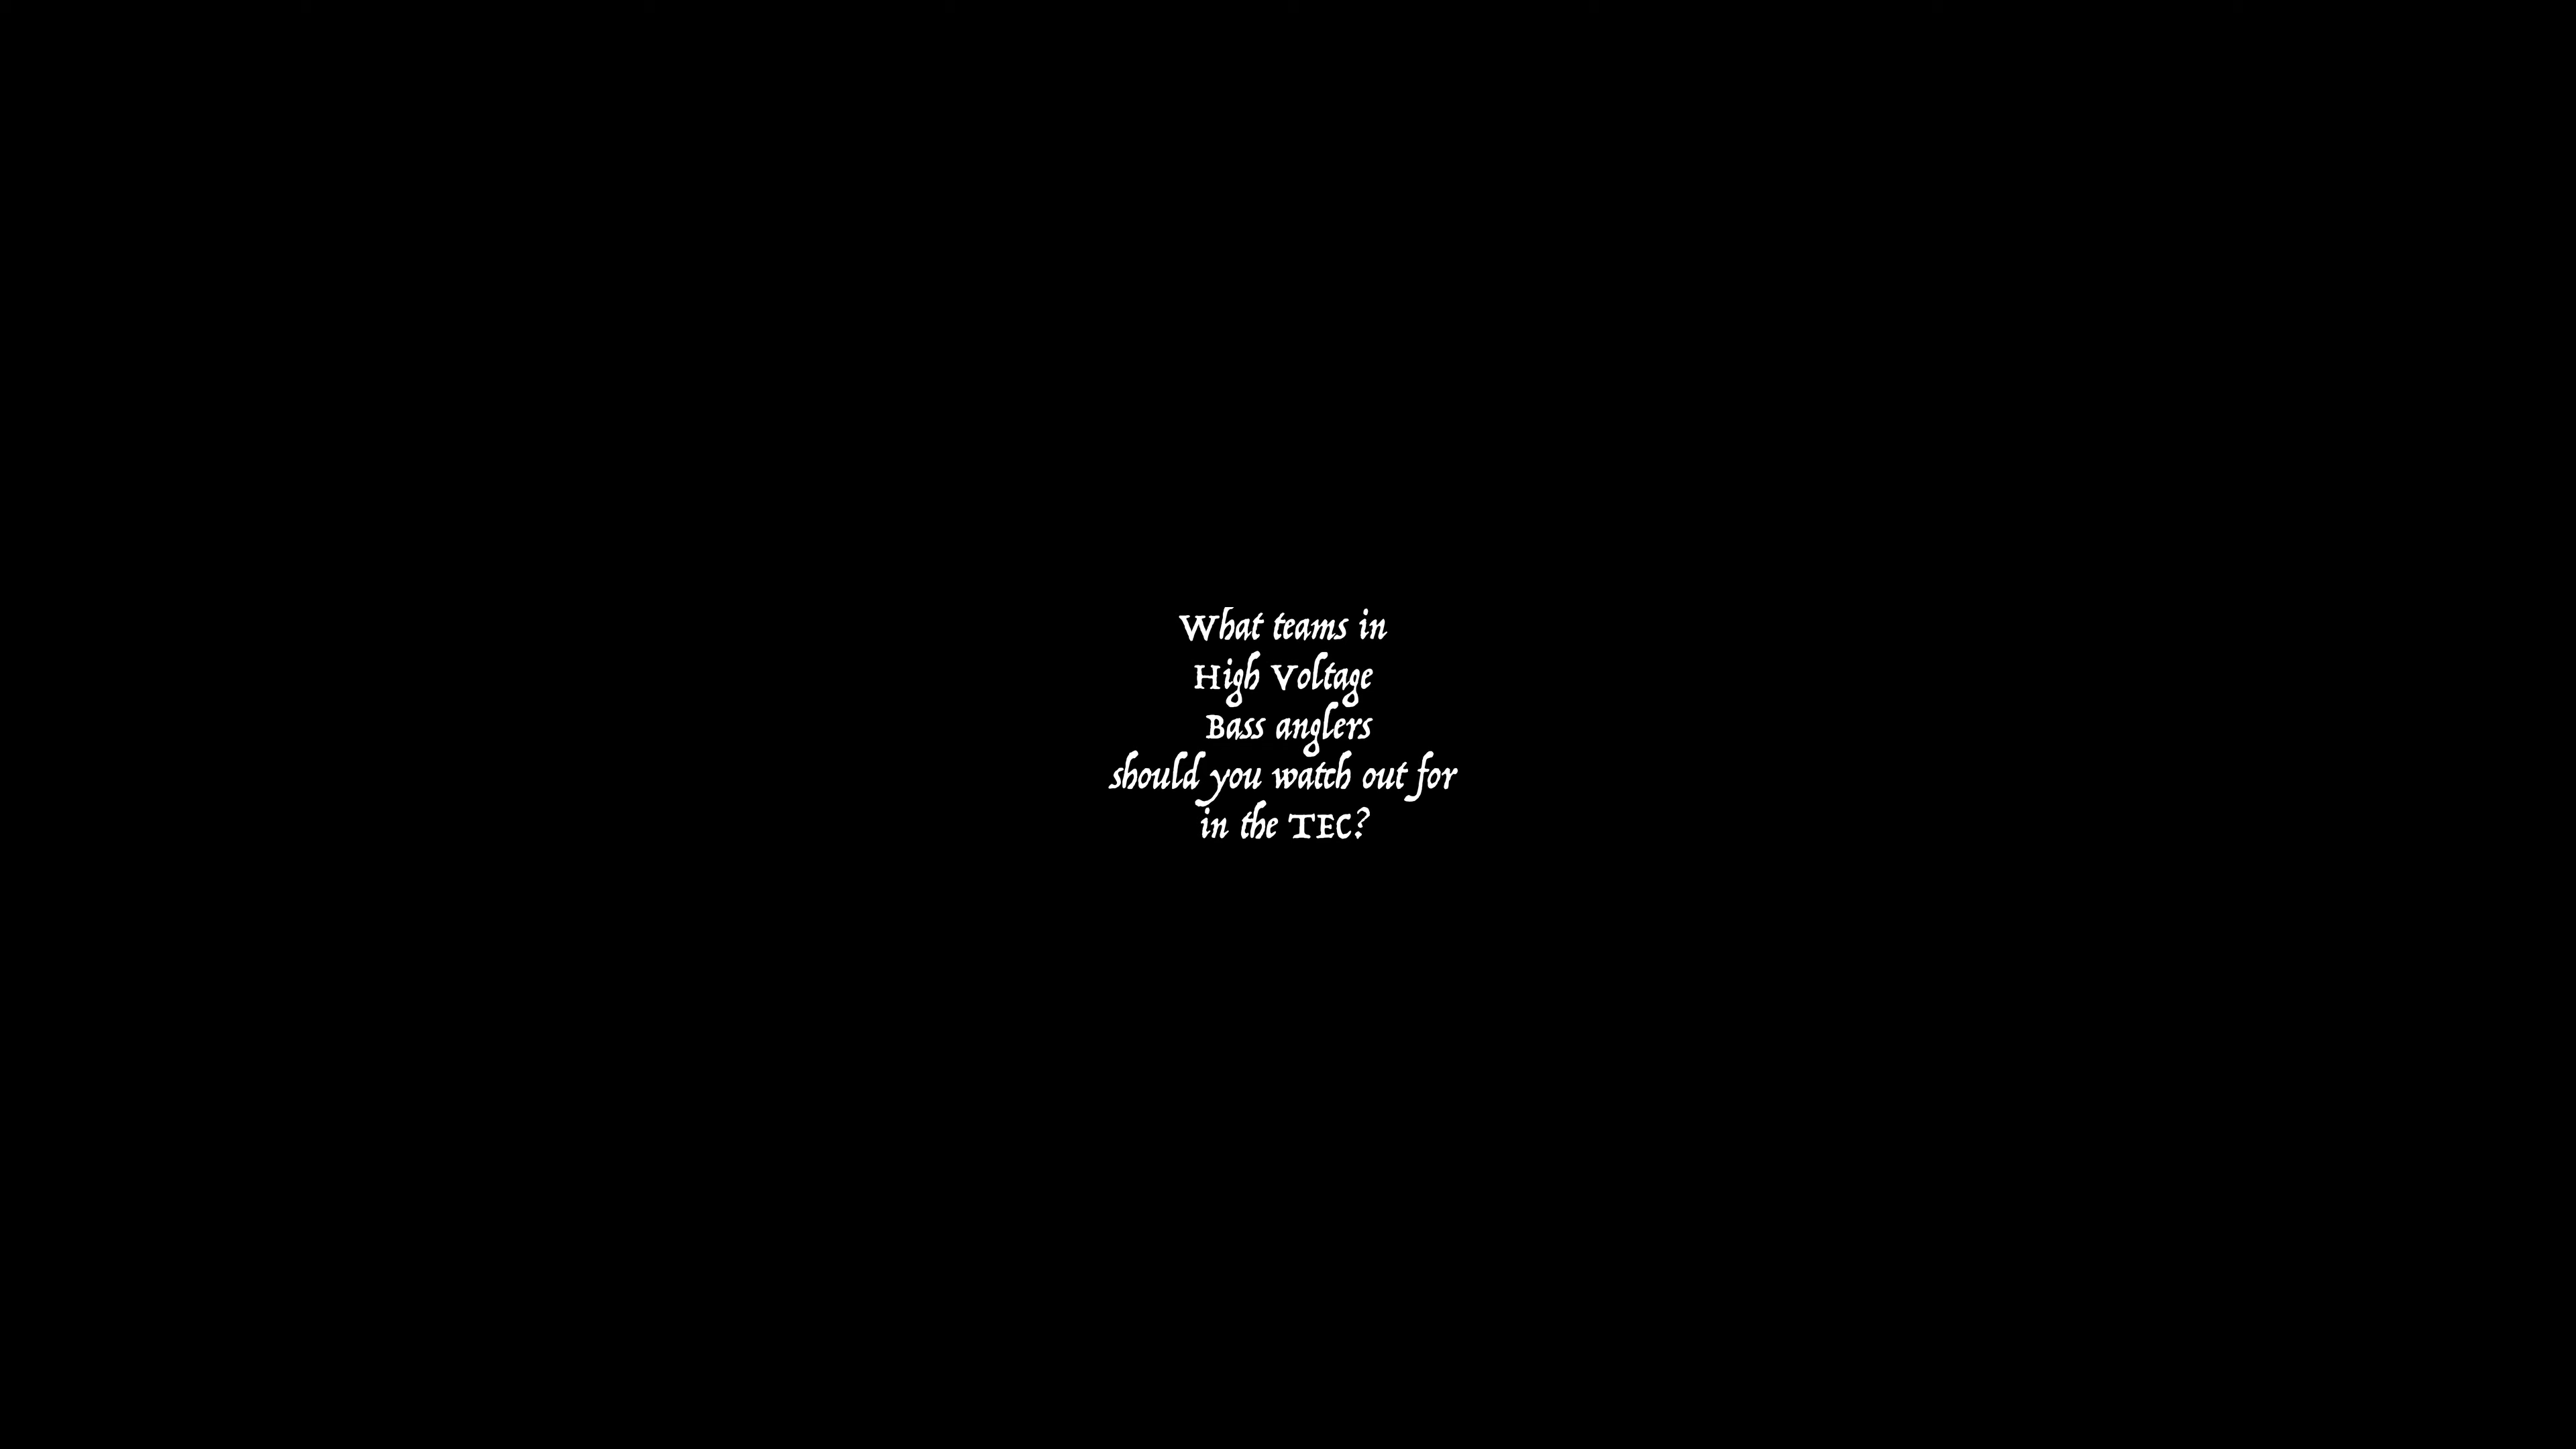 What teams in
High Voltage
Bass anglers
should you watch out for
in the TEC?